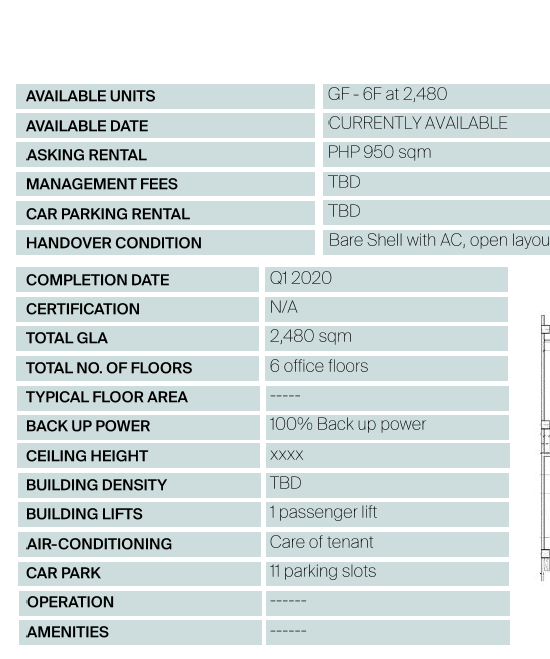 AVAILABLE UNITS GF - 6F at 2,480
AVAILABLE DATE CURRENTLY AVAILABLE
ASKING RENTAL PHP 950 sqm
MANAGEMENT FEES TBD
CAR PARKING RENTAL TBD
HANDOVER CONDITION Bare Shell with AC, open layou
COMPLETION DATE Q1 2020
CERTIFICATION N/A
TOTAL GLA 2,480 sqm
TOTAL NO. OF FLOORS 6 office floors
TYPICAL FLOOR AREA -----
BACK UP POWER 100% Back up power
CEILING HEIGHT xxxx
BUILDING DENSITY TBD
BUILDING LIFTS 1 passenger lift
AIR-CONDITIONING Care of tenant
CAR PARK 11 parking slots
OPERATION ------
AMENITIES ------